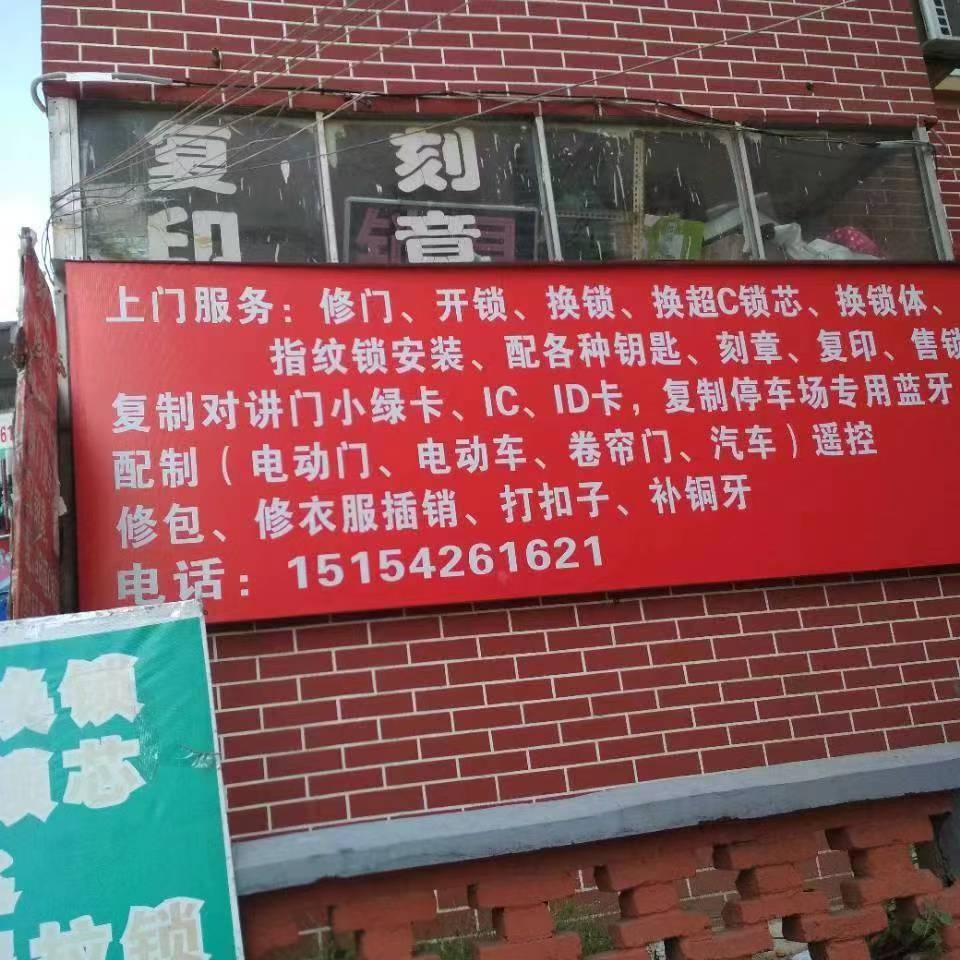 复 刻
印 章
上门服务：修门、开锁、换锁、换超C锁芯、换锁体、
指纹锁安装、配各种钥匙、刻章、复印、售锁
复制对讲门小绿卡、IC、ID卡，复制停车场专用蓝牙
配制（电动门、电动车、卷帘门、汽车）遥控
修包、修衣服插销、打扣子、补铜牙
电话：15154261621
换锁
锁芯
纹锁